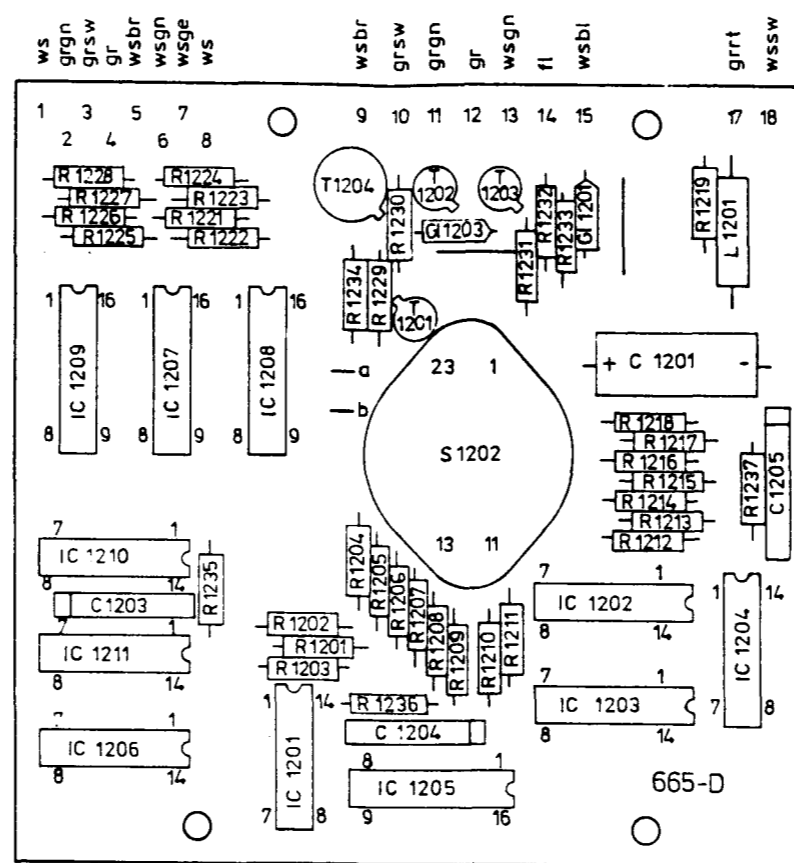 ws grgn grsw gr wsbr wsgn wsge ws wsbr grsw grgn gr wsgn fl wsbl grrt wssw
1 3 5 7 9 10 11 12 13 14 15 17 18
2 4 6 8
R1228 R1224
R1227 R1223
R1226 R1221
R1225 R1222
T1204
R1230
T 1202
T 1203
GI1203
R1231
R1232
R1233
GI1201
R1219
L1201
R1234
R1229
T 1201
1 16 1 16 1 16
IC 1209
IC 1207
IC 1208
8 9 8 9 8 9
a
b
23 1
S1202
13 11
+ C 1201 -
R1218
R1217
R1216
R1215
R1214
R1213
R1212
R1237
C1205
7 1
IC 1210
8 14
R1235
C1203
1
IC 1211
8 14
7 1
IC 1206
8 14
R1204
R1205
R1206
R1207
R1208
R1209
R1210
R1211
R1202
R1201
R1203
1 14
IC 1201
7 8
R1236
C 1204
8 1
IC 1205
9 16
7 1
IC 1202
8 14
7 1
IC 1203
8 14
1 14
IC 1204
7 8
665-D